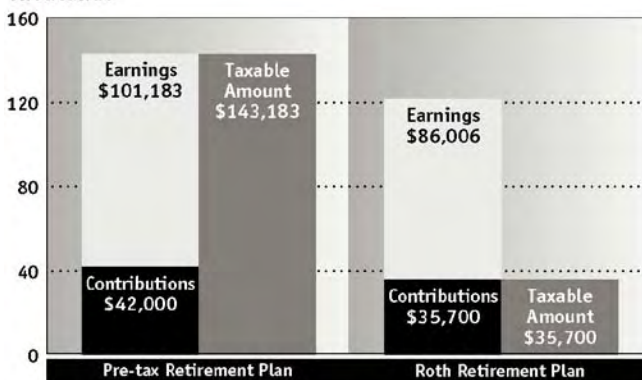 160
120
80
40
0
Earnings
$101,183
Contributions
$42,000
Taxable
Amount
$143,183
Earnings
$86,006
Contributions
$35,700
Taxable
Amount
$35,700
Pre-tax Retirement Plan
Roth Retirement Plan